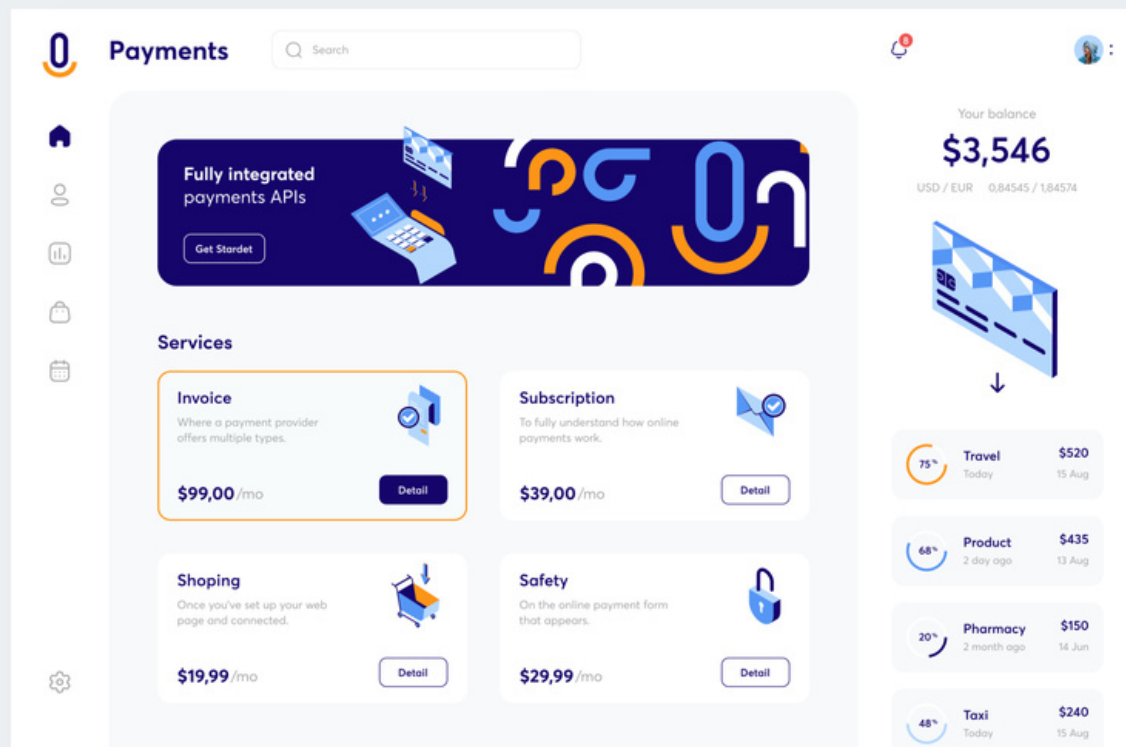 Payments
Search
8
Fully integrated
payments APIs
Get Stardet
Services
Invoice
Where a payment provider
offers multiple types.
$99,00/mo
Detail
Subscription
To fully understand how online
payments work.
$39,00/mo
Detail
Shoping
Once you've set up your web
page and connected.
$19,99/mo
Detail
Safety
On the online payment form
that appears.
$29,99/mo
Detail
Your balance
$3,546
USD / EUR 0,84545 / 1,84574
75% Travel $520
Today 15 Aug
68% Product $435
2 day ago 13 Aug
20% Pharmacy $150
2 month ago 14 Jun
48% Taxi $240
Today 15 Aug